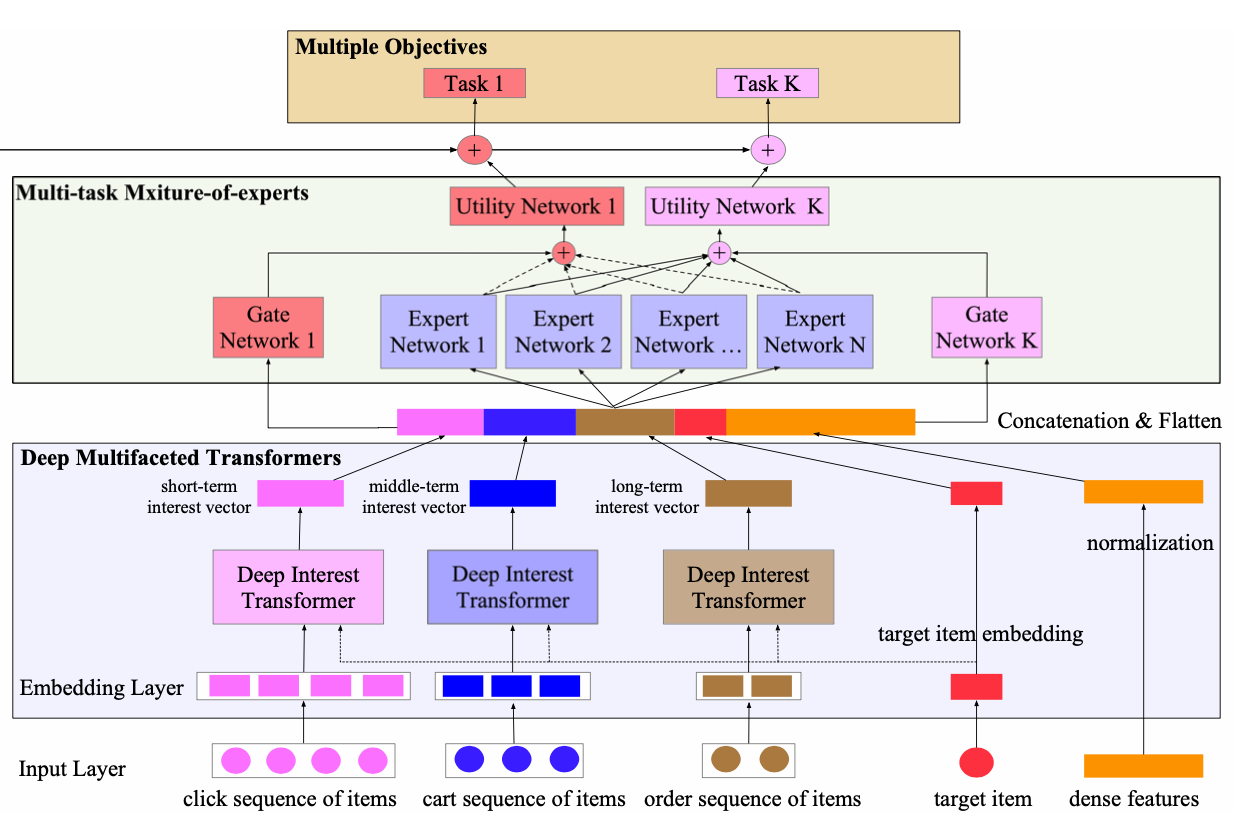 Multiple Objectives
Task 1
Task K
+
+
Multi-task Mxiture-of-experts
Utility Network 1
Utility Network K
+
+
Gate
Network 1
Expert
Network 1
Expert
Network 2
Expert
Network …
Expert
Network N
Gate
Network K
Concatenation & Flatten
Deep Multifaceted Transformers
short-term
interest vector
middle-term
interest vector
long-term
interest vector
normalization
Deep Interest
Transformer
Deep Interest
Transformer
Deep Interest
Transformer
target item embedding
Embedding Layer
Input Layer
click sequence of items
cart sequence of items
order sequence of items
target item
dense features